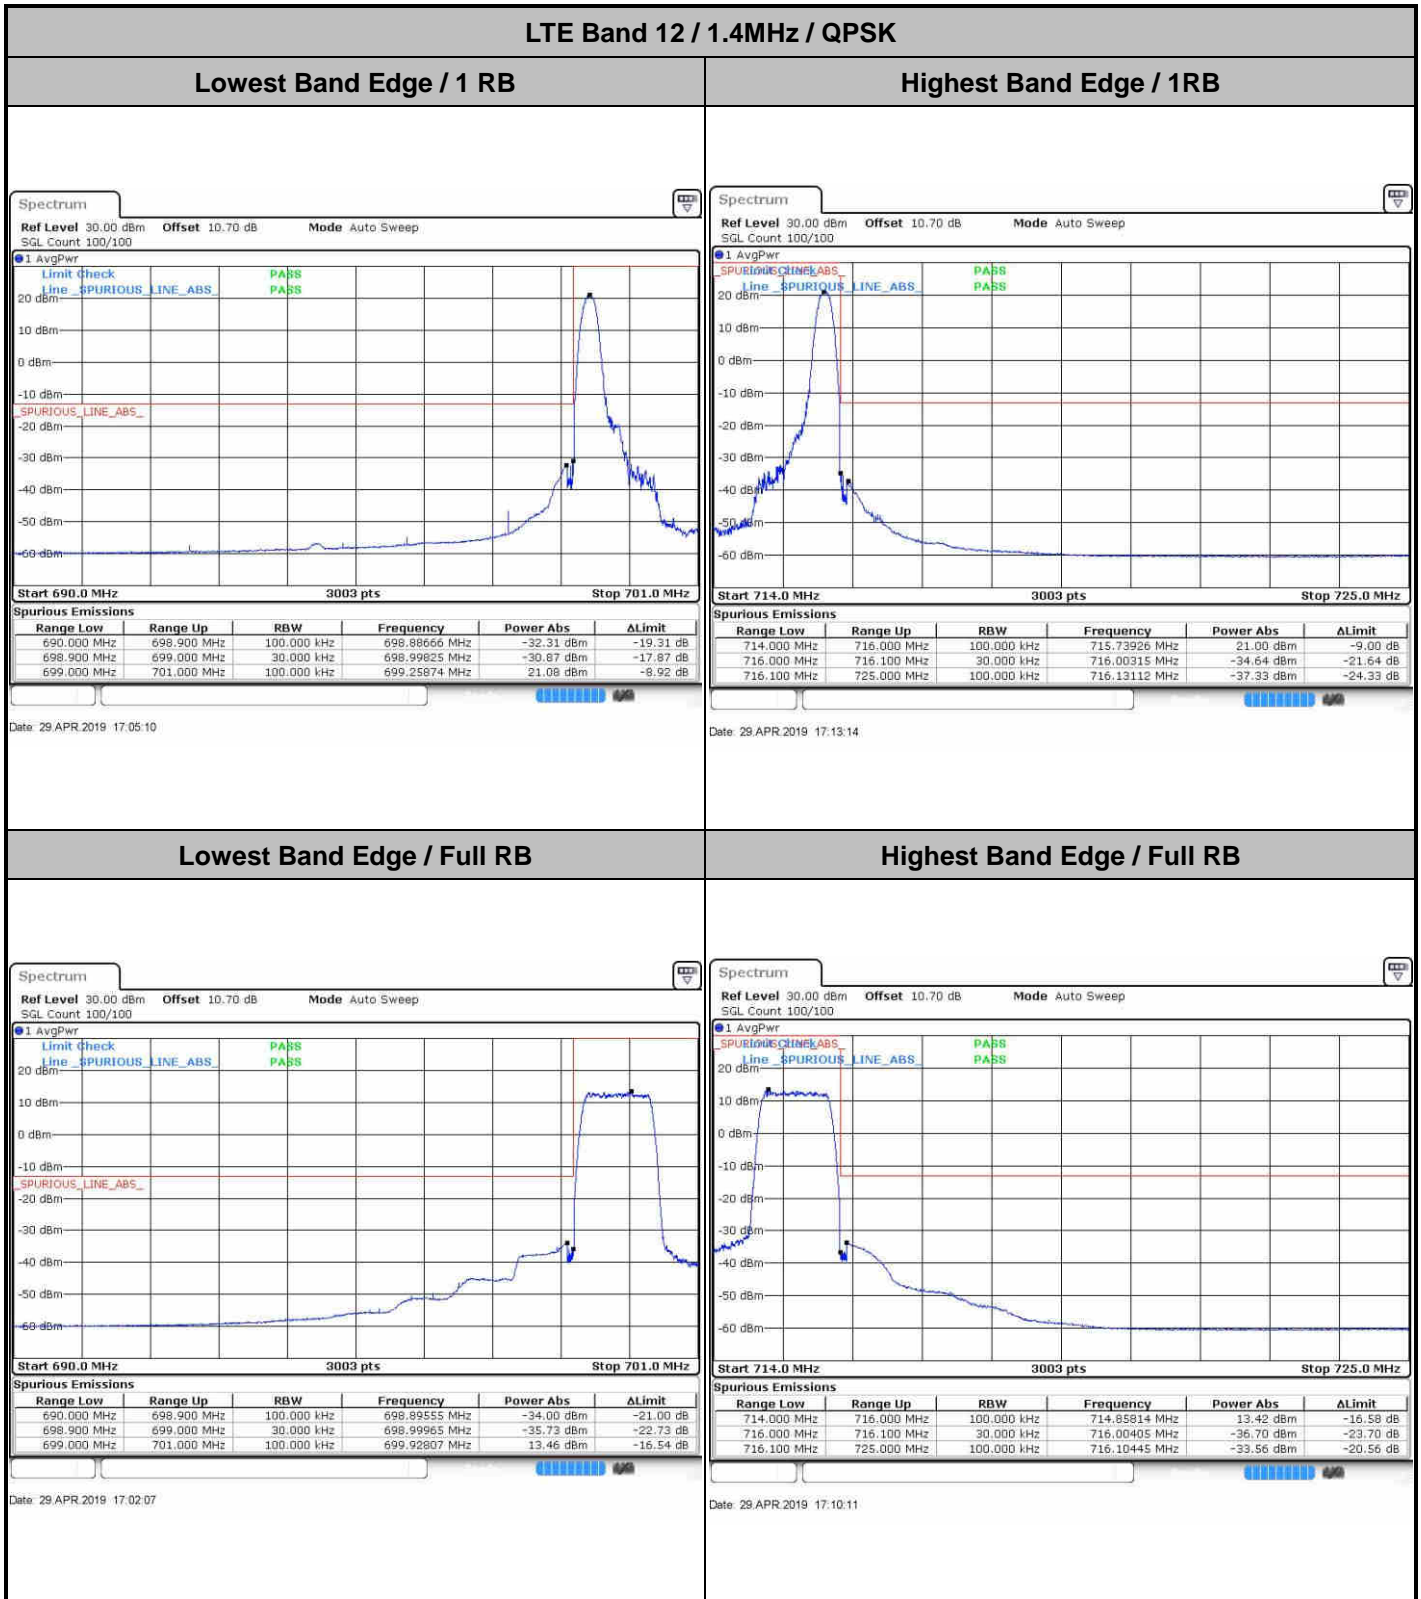 LTE Band 12 / 1.4MHz / QPSK
Lowest Band Edge / 1 RB
Highest Band Edge / 1RB
Spectrum
Ref Level 30.00 dBm Offset 10.70 dB Mode Auto Sweep
SGL Count 100/100
1 AvgPwr
Limit Check PASS
Line _SPURIOUS_LINE_ABS_ PASS
20 dBm
10 dBm
0 dBm
-10 dBm
_SPURIOUS_LINE_ABS_
-20 dBm
-30 dBm
-40 dBm
-50 dBm
-60 dBm
Start 690.0 MHz 3003 pts Stop 701.0 MHz
Spurious Emissions
Range Low Range Up RBW Frequency Power Abs ΔLimit
690.000 MHz 698.900 MHz 100.000 kHz 698.88666 MHz -32.31 dBm -19.31 dB
698.900 MHz 699.000 MHz 30.000 kHz 698.99825 MHz -30.87 dBm -17.87 dB
699.000 MHz 701.000 MHz 100.000 kHz 699.25874 MHz 21.08 dBm -8.92 dB
Date: 29.APR.2019 17:05:10
Spectrum
Ref Level 30.00 dBm Offset 10.70 dB Mode Auto Sweep
SGL Count 100/100
1 AvgPwr
_SPURIOUS_LINE_ABS_
Limit Check PASS
Line _SPURIOUS_LINE_ABS_ PASS
20 dBm
10 dBm
0 dBm
-10 dBm
-20 dBm
-30 dBm
-40 dBm
-50 dBm
-60 dBm
Start 714.0 MHz 3003 pts Stop 725.0 MHz
Spurious Emissions
Range Low Range Up RBW Frequency Power Abs ΔLimit
714.000 MHz 716.000 MHz 100.000 kHz 715.73926 MHz 21.00 dBm -9.00 dB
716.000 MHz 716.100 MHz 30.000 kHz 716.00315 MHz -34.64 dBm -21.64 dB
716.100 MHz 725.000 MHz 100.000 kHz 716.13112 MHz -37.33 dBm -24.33 dB
Date: 29.APR.2019 17:13:14
Lowest Band Edge / Full RB
Highest Band Edge / Full RB
Spectrum
Ref Level 30.00 dBm Offset 10.70 dB Mode Auto Sweep
SGL Count 100/100
1 AvgPwr
Limit Check PASS
Line _SPURIOUS_LINE_ABS_ PASS
20 dBm
10 dBm
0 dBm
-10 dBm
_SPURIOUS_LINE_ABS_
-20 dBm
-30 dBm
-40 dBm
-50 dBm
-60 dBm
Start 690.0 MHz 3003 pts Stop 701.0 MHz
Spurious Emissions
Range Low Range Up RBW Frequency Power Abs ΔLimit
690.000 MHz 698.900 MHz 100.000 kHz 698.89555 MHz -34.00 dBm -21.00 dB
698.900 MHz 699.000 MHz 30.000 kHz 698.99965 MHz -35.73 dBm -22.73 dB
699.000 MHz 701.000 MHz 100.000 kHz 699.92807 MHz 13.46 dBm -16.54 dB
Date: 29.APR.2019 17:02:07
Spectrum
Ref Level 30.00 dBm Offset 10.70 dB Mode Auto Sweep
SGL Count 100/100
1 AvgPwr
_SPURIOUS_LINE_ABS_
Limit Check PASS
Line _SPURIOUS_LINE_ABS_ PASS
20 dBm
10 dBm
0 dBm
-10 dBm
-20 dBm
-30 dBm
-40 dBm
-50 dBm
-60 dBm
Start 714.0 MHz 3003 pts Stop 725.0 MHz
Spurious Emissions
Range Low Range Up RBW Frequency Power Abs ΔLimit
714.000 MHz 716.000 MHz 100.000 kHz 714.85814 MHz 13.42 dBm -16.58 dB
716.000 MHz 716.100 MHz 30.000 kHz 716.00405 MHz -36.70 dBm -23.70 dB
716.100 MHz 725.000 MHz 100.000 kHz 716.10445 MHz -33.56 dBm -20.56 dB
Date: 29.APR.2019 17:10:11